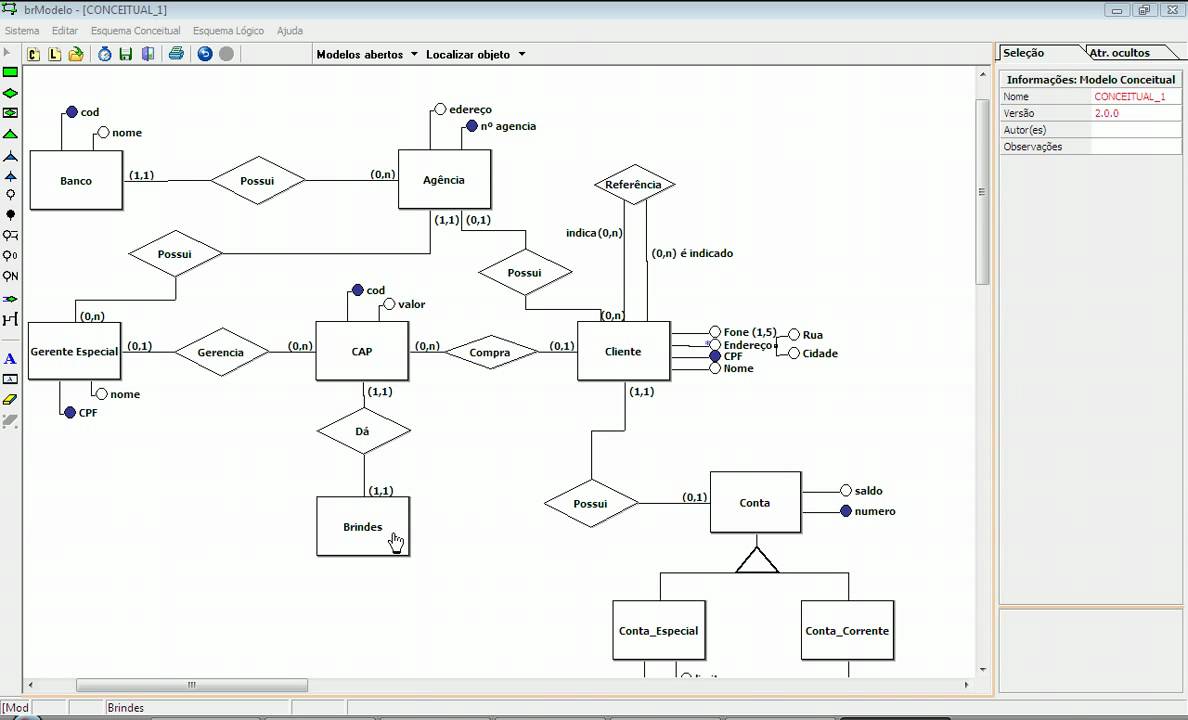 brModelo - [CONCEITUAL_1]
Sistema Editar Esquema Conceitual Esquema Lógico Ajuda
C L Modelos abertos Localizar objeto
Seleção Atr. ocultos
Informações: Modelo Conceitual
Nome CONCEITUAL_1
Versão 2.0.0
Autor(es)
Observações
cod
nome
Banco
(1,1)
Possui
(0,n)
edereço
nº agencia
Agência
(1,1) (0,1)
Possui
(0,n)
Possui
(0,n)
Referência
indica (0,n)
(0,n) é indicado
Gerente Especial
(0,1)
Gerencia
(0,n)
nome
CPF
cod
valor
CAP
(0,n)
Compra
(0,1)
Cliente
Fone (1,5)
Endereço
Rua
Cidade
CPF
Nome
(1,1)
Dá
(1,1)
Brindes
(1,1)
Possui
(0,1)
Conta
saldo
numero
Conta_Especial
Conta_Corrente
A
[Mod
Brindes